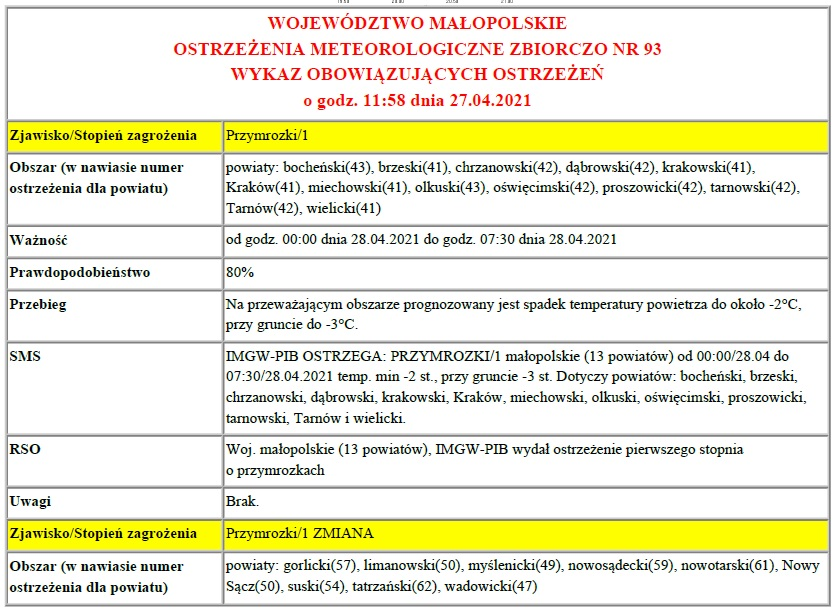 WOJEWÓDZTWO MAŁOPOLSKIE
OSTRZEŻENIA METEOROLOGICZNE ZBIORCZO NR 93
WYKAZ OBOWIĄZUJĄCYCH OSTRZEŻEŃ
o godz. 11:58 dnia 27.04.2021
Zjawisko/Stopień zagrożenia Przymrozki/1
Obszar (w nawiasie numer ostrzeżenia dla powiatu) powiaty: bocheński(43), brzeski(41), chrzanowski(42), dąbrowski(42), krakowski(41),
Kraków(41), miechowski(41), olkuski(43), oświęcimski(42), proszowicki(42), tarnowski(42),
Tarnów(42), wielicki(41)
Ważność od godz. 00:00 dnia 28.04.2021 do godz. 07:30 dnia 28.04.2021
Prawdopodobieństwo 80%
Przebieg Na przeważającym obszarze prognozowany jest spadek temperatury powietrza do około -2°C,
przy gruncie do -3°C.
SMS IMGW-PIB OSTRZEGA: PRZYMROZKI/1 małopolskie (13 powiatów) od 00:00/28.04 do
07:30/28.04.2021 temp. min -2 st., przy gruncie -3 st. Dotyczy powiatów: bocheński, brzeski,
chrzanowski, dąbrowski, krakowski, Kraków, miechowski, olkuski, oświęcimski, proszowicki,
tarnowski, Tarnów i wielicki.
RSO Woj. małopolskie (13 powiatów), IMGW-PIB wydał ostrzeżenie pierwszego stopnia
o przymrozkach
Uwagi Brak.
Zjawisko/Stopień zagrożenia Przymrozki/1 ZMIANA
Obszar (w nawiasie numer ostrzeżenia dla powiatu) powiaty: gorlicki(57), limanowski(50), myślenicki(49), nowosądecki(59), nowotarski(61), Nowy
Sącz(50), suski(54), tatrzański(62), wadowicki(47)